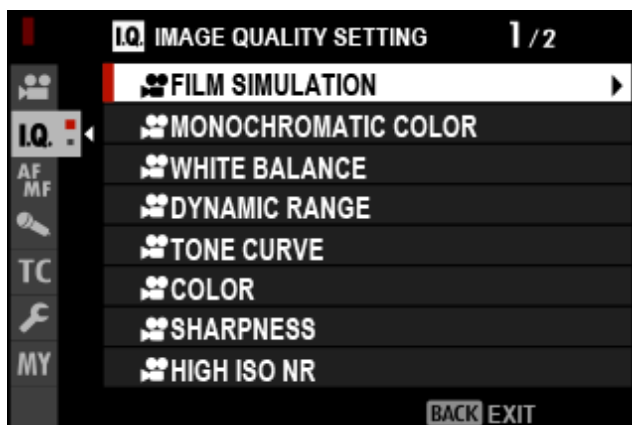 I.Q. IMAGE QUALITY SETTING 1/2
FILM SIMULATION
I.Q.
MONOCHROMATIC COLOR
AF
MF
WHITE BALANCE
DYNAMIC RANGE
TONE CURVE
TC
COLOR
SHARPNESS
MY
HIGH ISO NR
BACK EXIT